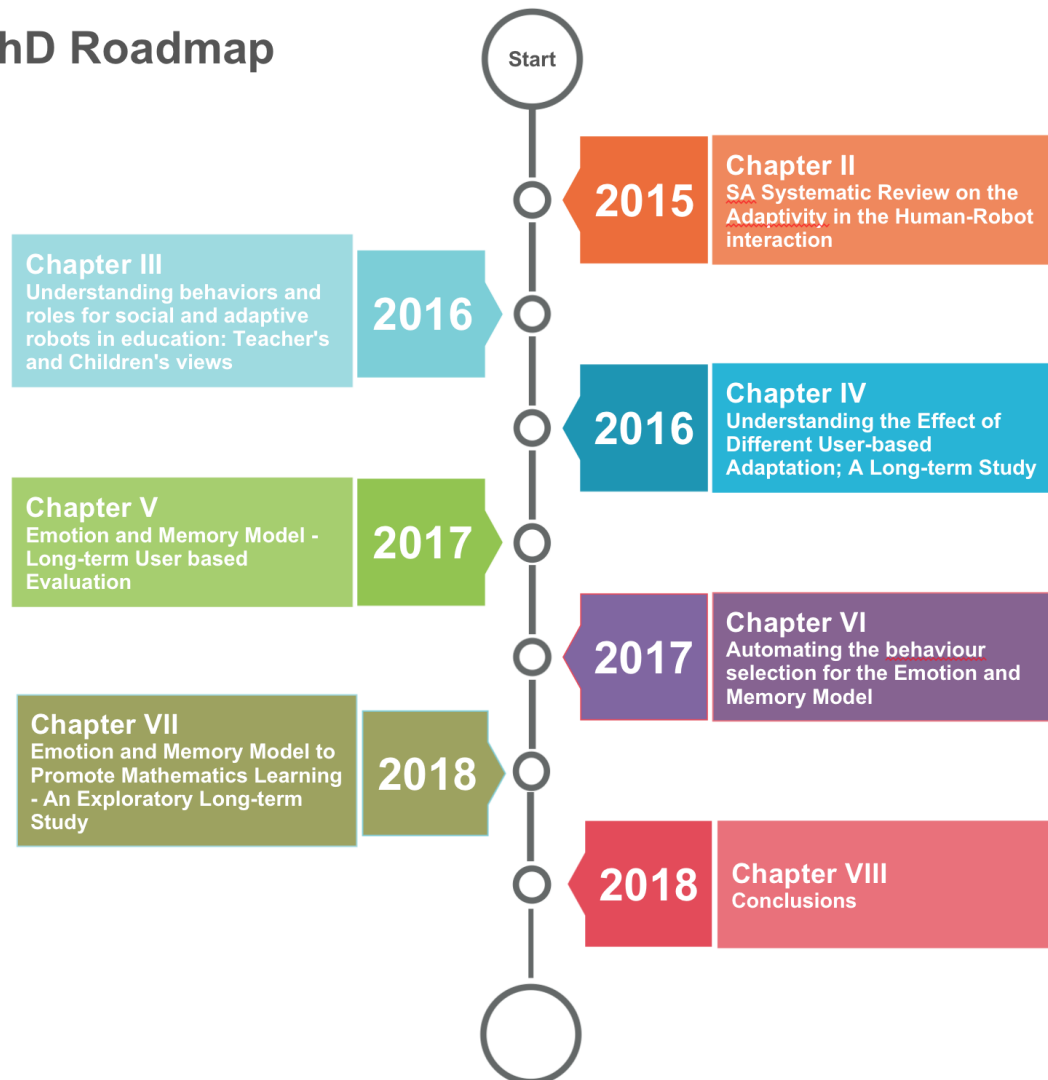 hD Roadmap
Start
2015
Chapter II
SA Systematic Review on the
Adaptivity in the Human-Robot
interaction
Chapter III
Understanding behaviors and
roles for social and adaptive
robots in education: Teacher's
and Children's views
2016
2016
Chapter IV
Understanding the Effect of
Different User-based
Adaptation; A Long-term Study
Chapter V
Emotion and Memory Model -
Long-term User based
Evaluation
2017
2017
Chapter VI
Automating the behaviour
selection for the Emotion and
Memory Model
Chapter VII
Emotion and Memory Model to
Promote Mathematics Learning
- An Exploratory Long-term
Study
2018
2018
Chapter VIII
Conclusions